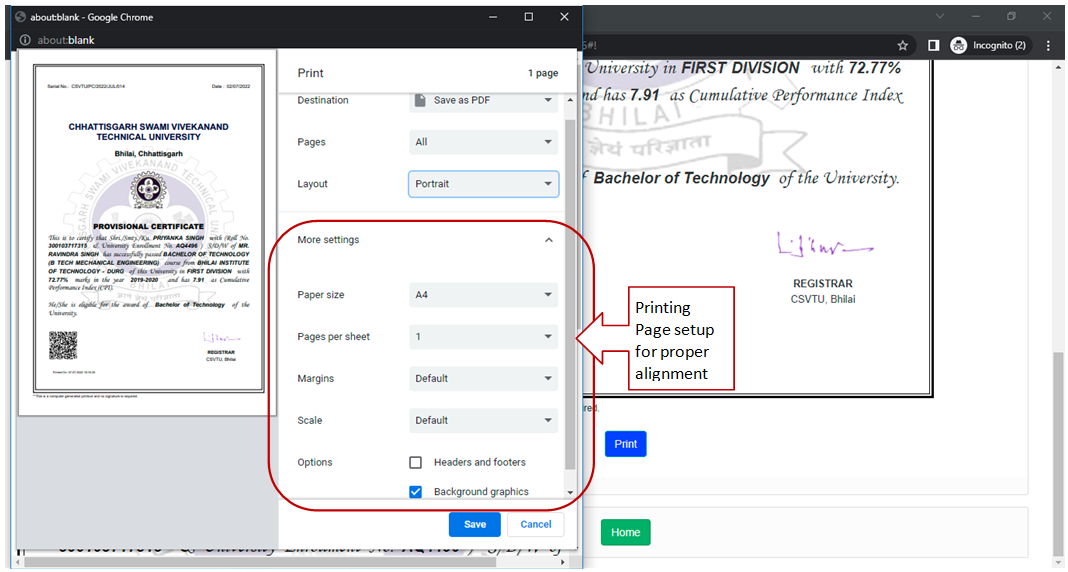 about:blank - Google Chrome
about:blank
5#!
Incognito (2)
Serial No.: CSVTU/PC/2022/JUL/614
Date : 02/07/2022
CHHATTISGARH SWAMI VIVEKANAND
TECHNICAL UNIVERSITY
Bhilai, Chhattisgarh
PROVISIONAL CERTIFICATE
This is to certify that Shri./Smty./Ku. PRIYANKA SINGH with (Roll No.
300103717315 & University Enrollment No. AQ4496 ) S/D/W of MR.
RAVINDRA SINGH has successfully passed BACHELOR OF TECHNOLOGY
(B TECH MECHANICAL ENGINEERING) course from BHILAI INSTITUTE
OF TECHNOLOGY - DURG of this University in FIRST DIVISION with
72.77% marks in the year 2019-2020 and has 7.91 as Cumulative
Performance Index (CPI).
He/She is eligible for the award of Bachelor of Technology of the
University.
REGISTRAR
CSVTU, Bhilai
**This is a computer generated printout and no signature is required.
Print
1 page
Destination
Save as PDF
Pages
All
Layout
Portrait
More settings
Paper size
A4
Pages per sheet
1
Margins
Default
Scale
Default
Options
Headers and footers
Background graphics
Save
Cancel
University in FIRST DIVISION with 72.77%
nd has 7.91 as Cumulative Performance Index
BHILAI
ज्ञेयं परिज्ञाता
f Bachelor of Technology of the University.
REGISTRAR
CSVTU, Bhilai
Printing
Page setup
for proper
alignment
red.
Print
Home
300103717315 & University Enrollment No. AQ4496 ) S/D/W of